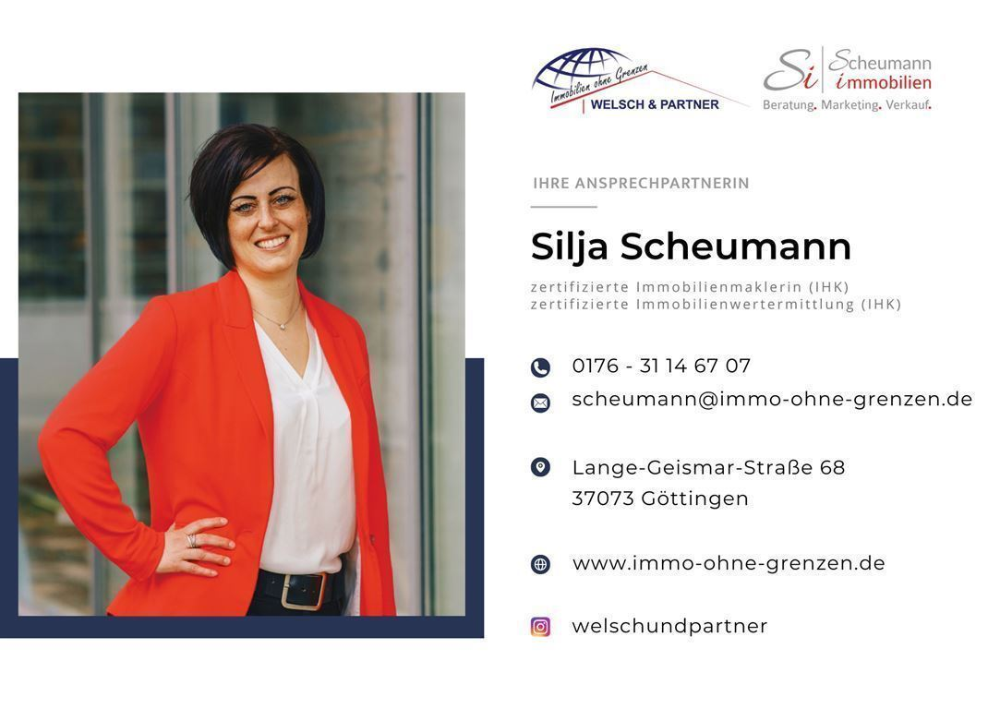 Immobilien ohne Grenzen
WELSCH & PARTNER
Si
Scheumann
immobilien
Beratung. Marketing. Verkauf.
IHRE ANSPRECHPARTNERIN
Silja Scheumann
zertifizierte Immobilienmaklerin (IHK)
zertifizierte Immobilienwertermittlung (IHK)
0176 - 31 14 67 07
scheumann@immo-ohne-grenzen.de
Lange-Geismar-Straße 68
37073 Göttingen
www.immo-ohne-grenzen.de
welschundpartner